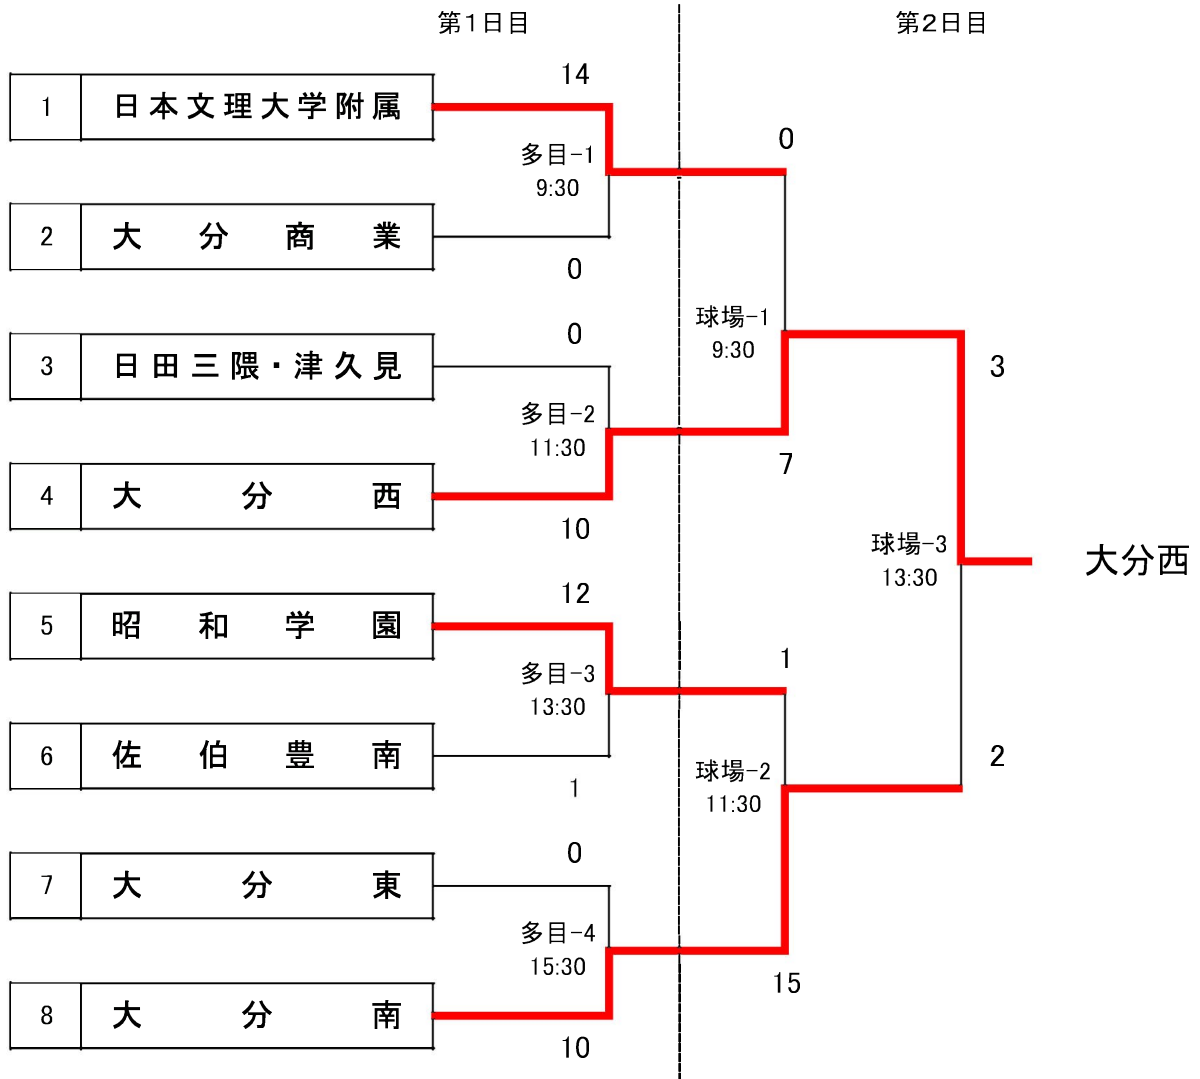 第1日目
第2日目
14
1 日本文理大学附属
0
多目-1
9:30
2 大分商業
0
0
球場-1
9:30
3 日田三隈・津久見
3
多目-2
11:30
7
4 大分西
10
球場-3
13:30
大分西
12
5 昭和学園
1
多目-3
13:30
6 佐伯豊南
2
1
球場-2
11:30
0
7 大分東
多目-4
15:30
15
8 大分南
10